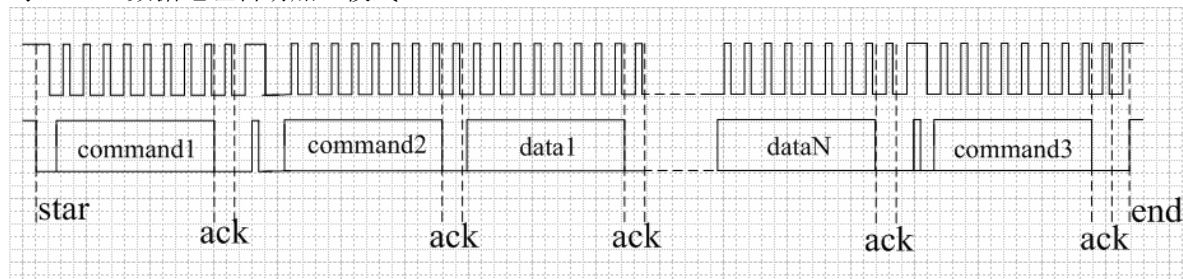 command1
command2
data1
dataN
command3
star
ack
ack
ack
ack
ack
end